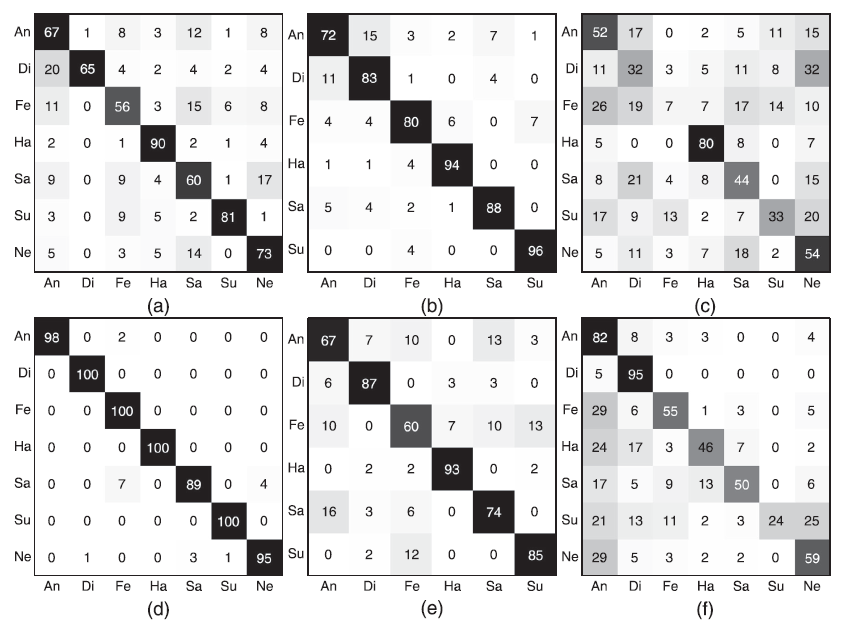 An 67 1 8 3 12 1 8
Di 20 65 4 2 4 2 4
Fe 11 0 56 3 15 6 8
Ha 2 0 1 90 2 1 4
Sa 9 0 9 4 60 1 17
Su 3 0 9 5 2 81 1
Ne 5 0 3 5 14 0 73
An Di Fe Ha Sa Su Ne
(a)
An 72 15 3 2 7 1
Di 11 83 1 0 4 0
Fe 4 4 80 6 0 7
Ha 1 1 4 94 0 0
Sa 5 4 2 1 88 0
Su 0 0 4 0 0 96
An Di Fe Ha Sa Su
(b)
An 52 17 0 2 5 11 15
Di 11 32 3 5 11 8 32
Fe 26 19 7 7 17 14 10
Ha 5 0 0 80 8 0 7
Sa 8 21 4 8 44 0 15
Su 17 9 13 2 7 33 20
Ne 5 11 3 7 18 2 54
An Di Fe Ha Sa Su Ne
(c)
An 98 0 2 0 0 0 0
Di 0 100 0 0 0 0 0
Fe 0 0 100 0 0 0 0
Ha 0 0 0 100 0 0 0
Sa 0 0 7 0 89 0 4
Su 0 0 0 0 0 100 0
Ne 0 1 0 0 3 1 95
An Di Fe Ha Sa Su Ne
(d)
An 67 7 10 0 13 3
Di 6 87 0 3 3 0
Fe 10 0 60 7 10 13
Ha 0 2 2 93 0 2
Sa 16 3 6 0 74 0
Su 0 2 12 0 0 85
An Di Fe Ha Sa Su
(e)
An 82 8 3 3 0 0 4
Di 5 95 0 0 0 0 0
Fe 29 6 55 1 3 0 5
Ha 24 17 3 46 7 0 2
Sa 17 5 9 13 50 0 6
Su 21 13 11 2 3 24 25
Ne 29 5 3 2 2 0 59
An Di Fe Ha Sa Su Ne
(f)